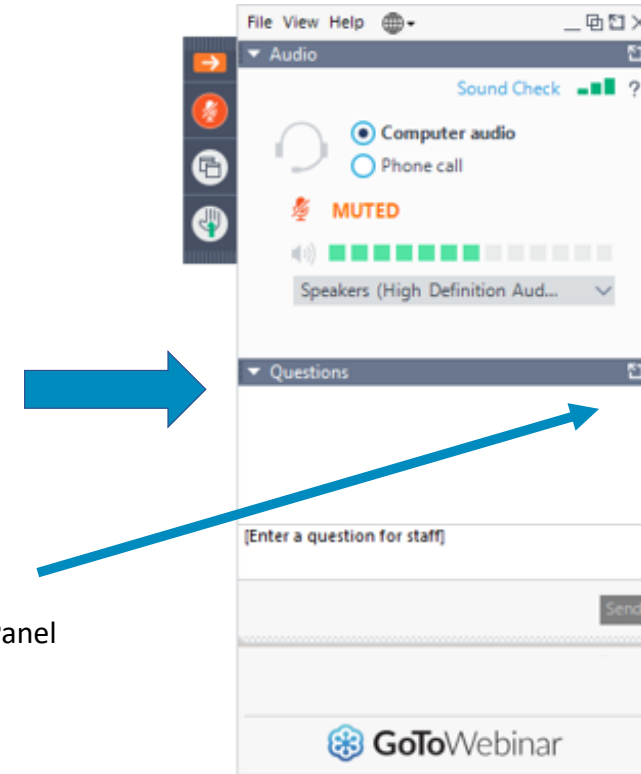 File View Help
Audio
Sound Check ?
Computer audio
Phone call
MUTED
Speakers (High Definition Aud...
Questions
[Enter a question for staff]
Panel
Send
GoToWebinar